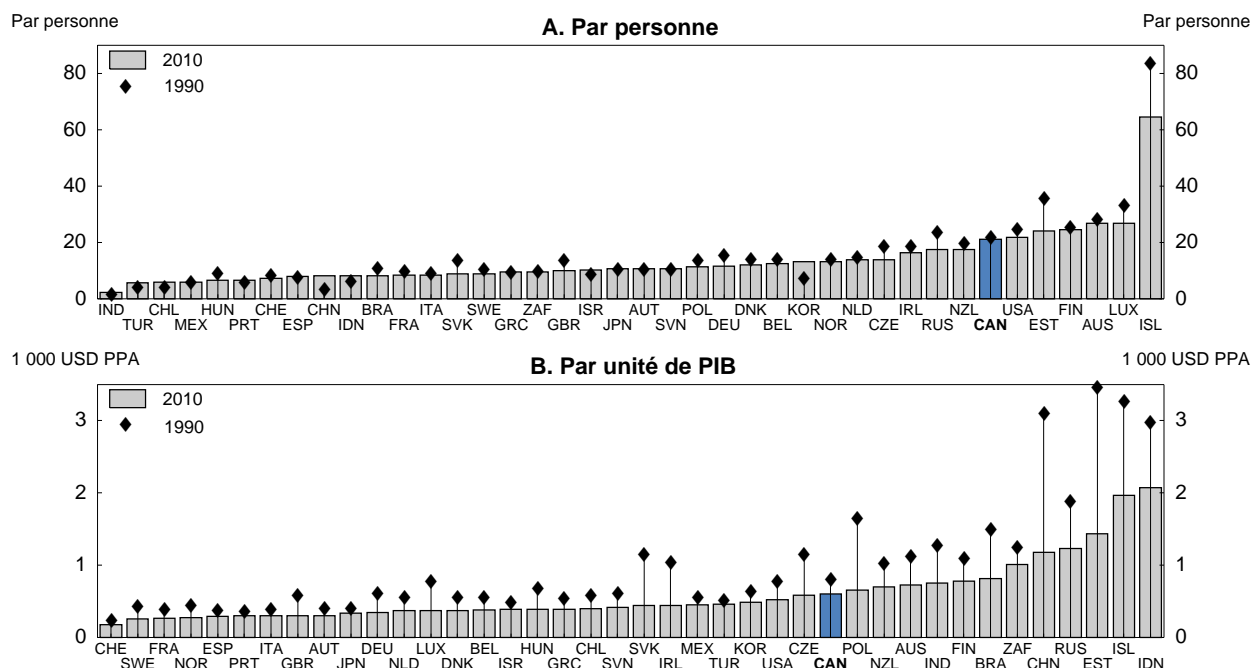 Par personne
A. Par personne
Par personne
2010
1990
80
60
40
20
0
80
60
40
20
0
IND CHL HUN CHE CHN BRA ITA SWE ZAF ISR AUT POL DNK KOR NLD IRL NZL USA FIN LUX
TUR MEX PRT ESP IDN FRA SVK GRC GBR JPN SVN DEU BEL NOR CZE RUS CAN EST AUS ISL
1 000 USD PPA
B. Par unité de PIB
1 000 USD PPA
2010
1990
3
2
1
0
3
2
1
0
CHE FRA ESP ITA AUT DEU LUX BEL HUN CHL SVK MEX KOR CZE POL AUS FIN ZAF RUS ISL
SWE NOR PRT GBR JPN NLD DNK ISR GRC SVN IRL TUR USA CAN NZL IND BRA CHN EST IDN